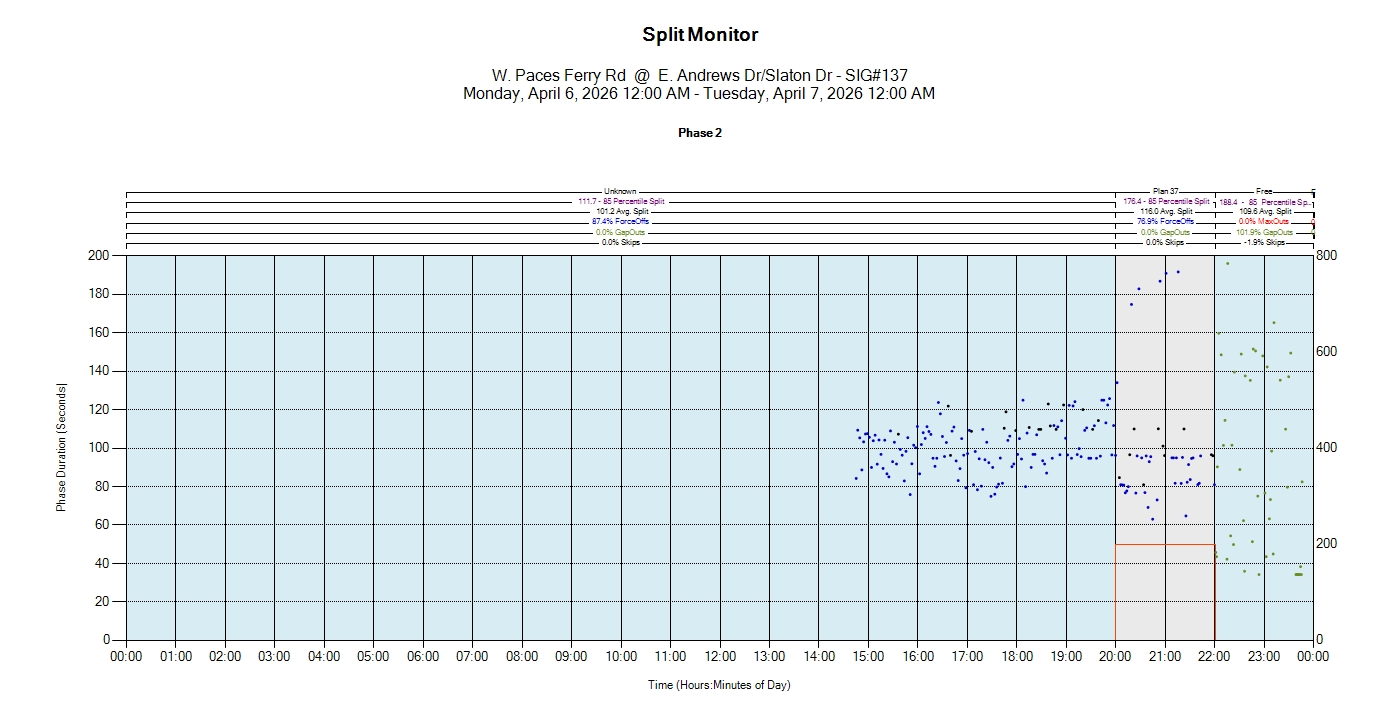 Split Monitor
W. Paces Ferry Rd @ E. Andrews Dr/Slaton Dr - SIG#137
Monday, April 6, 2026 12:00 AM - Tuesday, April 7, 2026 12:00 AM
Phase 2
Unknown Plan 37 Free
111.7 - 85 Percentile Split 176.4 - 85 Percentile Split 188.4 - 85 Percentile Sp...
101.2 Avg. Split 116.0 Avg. Split 109.6 Avg. Split
87.4% ForceOffs 76.9% ForceOffs 0.0% MaxOuts
0.0% GapOuts 0.0% GapOuts 101.9% GapOuts
0.0% Skips 0.0% Skips -1.9% Skips
200 800
180
160
140 600
120
100 400
80
60
40 200
20
0 0
Phase Duration (Seconds)
00:00 01:00 02:00 03:00 04:00 05:00 06:00 07:00 08:00 09:00 10:00 11:00 12:00 13:00 14:00 15:00 16:00 17:00 18:00 19:00 20:00 21:00 22:00 23:00 00:00
Time (Hours:Minutes of Day)